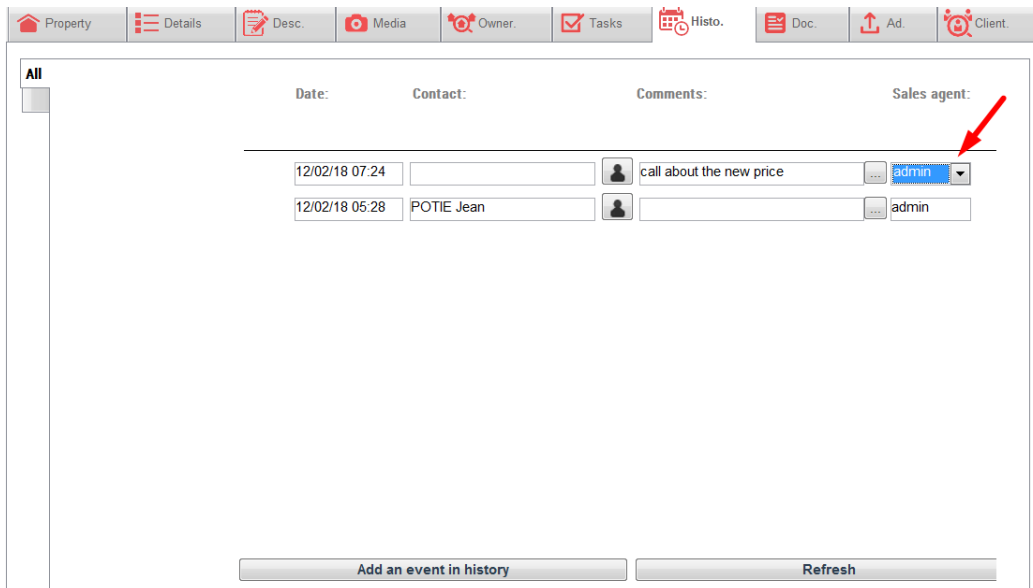 Property Details Desc. Media Owner. Tasks Histo. Doc. Ad. Client.
All
Date: Contact: Comments: Sales agent:
12/02/18 07:24 call about the new price ... admin
12/02/18 05:28 POTIE Jean ... admin
Add an event in history Refresh